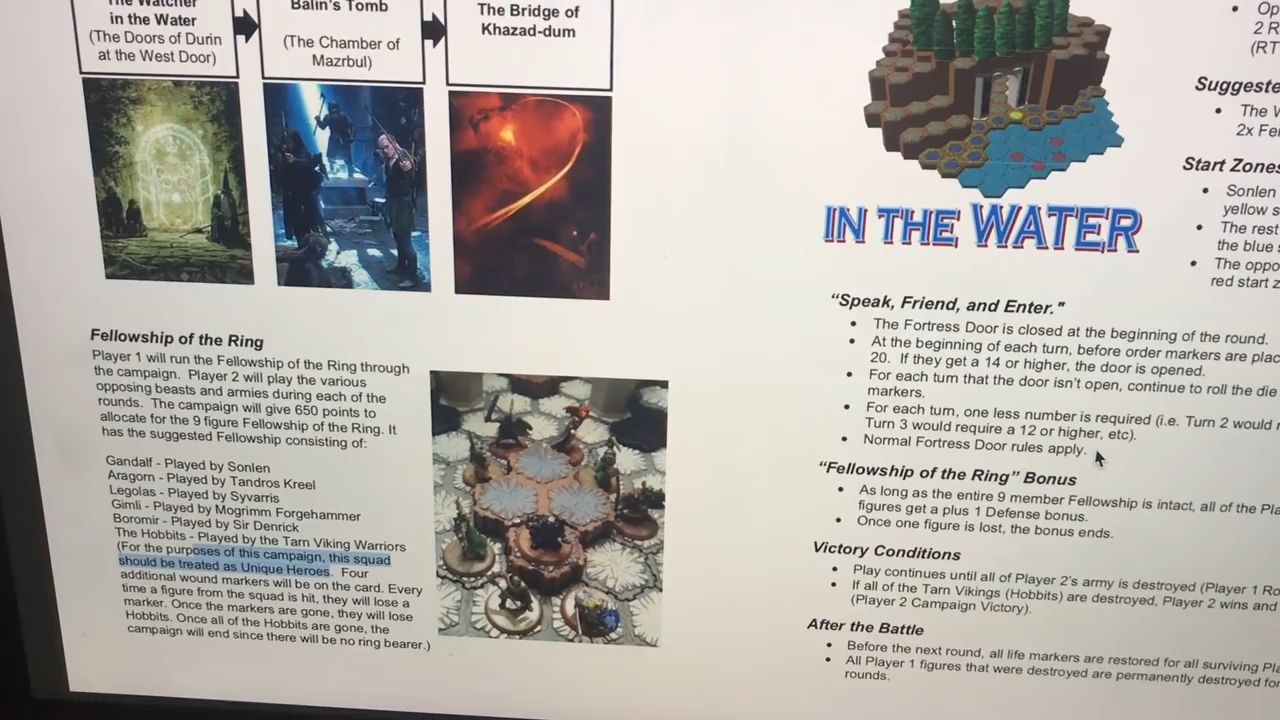 The Watcher
in the Water
(The Doors of Durin
at the West Door)
Balin's Tomb
(The Chamber of
Mazrbul)
The Bridge of
Khazad-dum
Fellowship of the Ring
Player 1 will run the Fellowship of the Ring through
the campaign. Player 2 will play the various
opposing beasts and armies during each of the
rounds. The campaign will give 650 points to
allocate for the 9 figure Fellowship of the Ring. It
has the suggested Fellowship consisting of:
Gandalf - Played by Sonlen
Aragorn - Played by Tandros Kreel
Legolas - Played by Syvarris
Gimli - Played by Mogrimm Forgehammer
Boromir - Played by Sir Denrick
The Hobbits - Played by the Tarn Viking Warriors
(For the purposes of this campaign, this squad
should be treated as Unique Heroes. Four
additional wound markers will be on the card. Every
time a figure from the squad is hit, they will lose a
marker. Once the markers are gone, they will lose
Hobbits. Once all of the Hobbits are gone, the
campaign will end since there will be no ring bearer.)
IN THE WATER
"Speak, Friend, and Enter."
• The Fortress Door is closed at the beginning of the round.
• At the beginning of each turn, before order markers are plac
20. If they get a 14 or higher, the door is opened.
• For each turn that the door isn't open, continue to roll the die
markers.
• For each turn, one less number is required (i.e. Turn 2 would r
Turn 3 would require a 12 or higher, etc).
• Normal Fortress Door rules apply.
"Fellowship of the Ring" Bonus
• As long as the entire 9 member Fellowship is intact, all of the Pla
figures get a plus 1 Defense bonus.
• Once one figure is lost, the bonus ends.
Victory Conditions
• Play continues until all of Player 2's army is destroyed (Player 1 Ro
• If all of the Tarn Vikings (Hobbits) are destroyed, Player 2 wins and
(Player 2 Campaign Victory).
After the Battle
• Before the next round, all life markers are restored for all surviving Pla
• All Player 1 figures that were destroyed are permanently destroyed for
rounds.
• Op
2 R
(RT
Suggeste
• The W
2x Fel
Start Zones
• Sonlen
yellow s
• The rest
the blue s
• The oppo
red start z